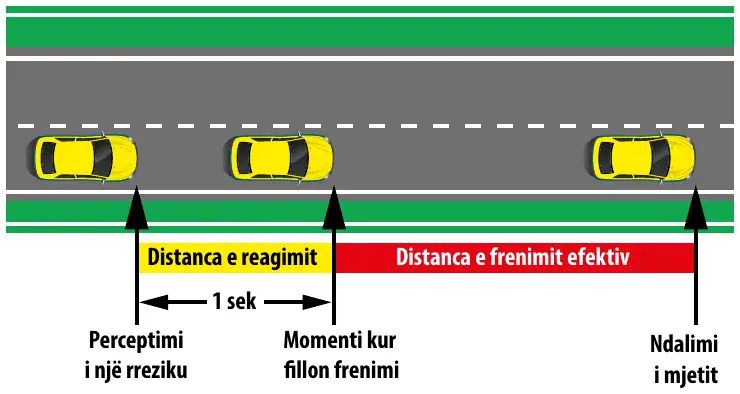 Distanca e reagimit
Distanca e frenimit efektiv
1 sek
Perceptimi
i një rreziku
Momenti kur
fillon frenimi
Ndalimi
i mjetit